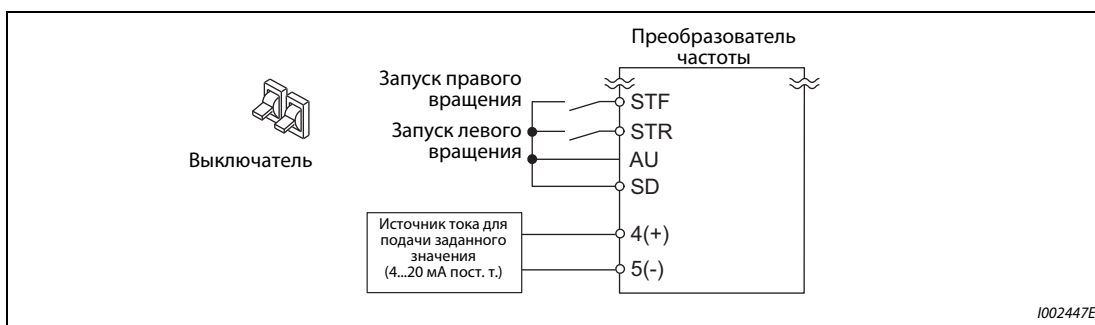 Преобразователь
частоты
Запуск правого
вращения
STF
Запуск левого
вращения
STR
AU
SD
Выключатель
Источник тока для
подачи заданного
значения
(4...20 мА пост. т.)
4(+)
5(-)
I002447E